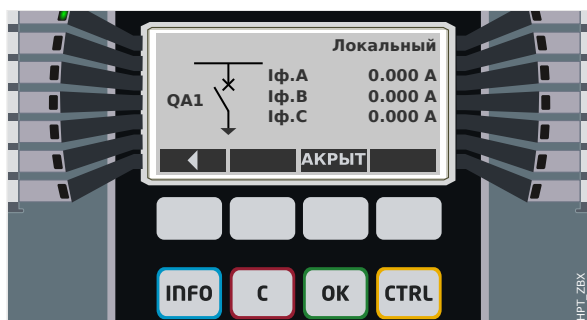 Локальный
Iф.A 0.000 A
QA1
Iф.B 0.000 A
Iф.C 0.000 A
АКРЫТ
INFO C OK CTRL
HPT_ZBX